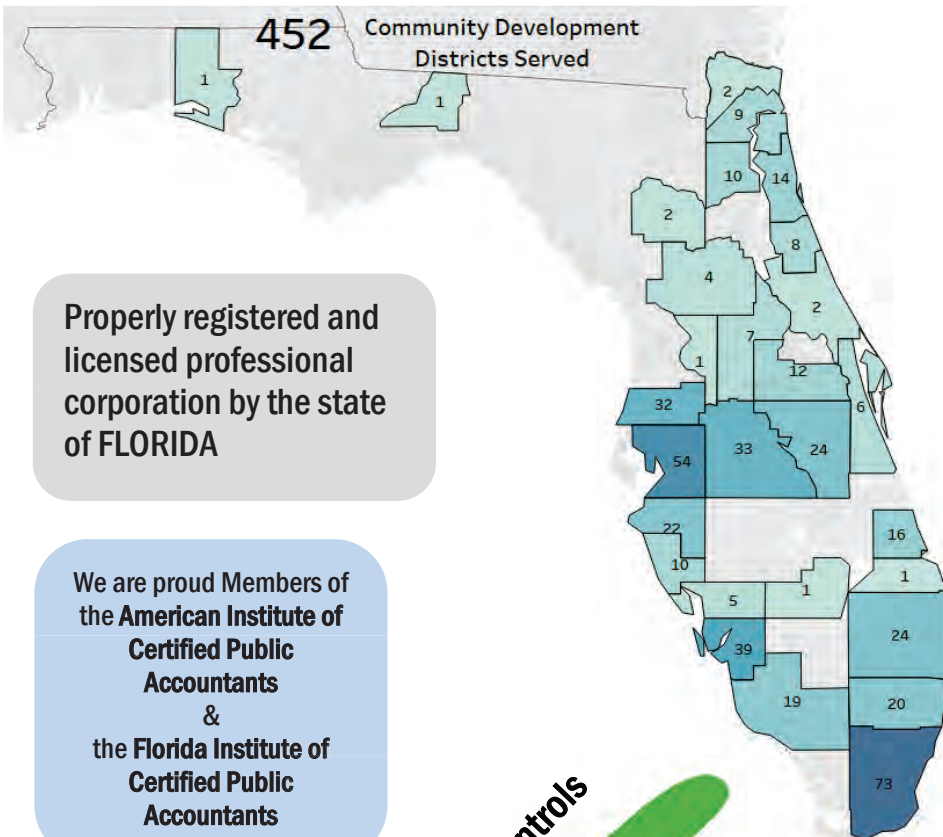 452
Community Development
Districts Served
1
1
2
9
10
14
2
8
4
2
7
1
12
32
6
33
24
54
22
16
10
1
1
5
24
39
19
20
73
Properly registered and
licensed professional
corporation by the state
of FLORIDA
We are proud Members of
the American Institute of
Certified Public
Accountants
&
the Florida Institute of
Certified Public
Accountants